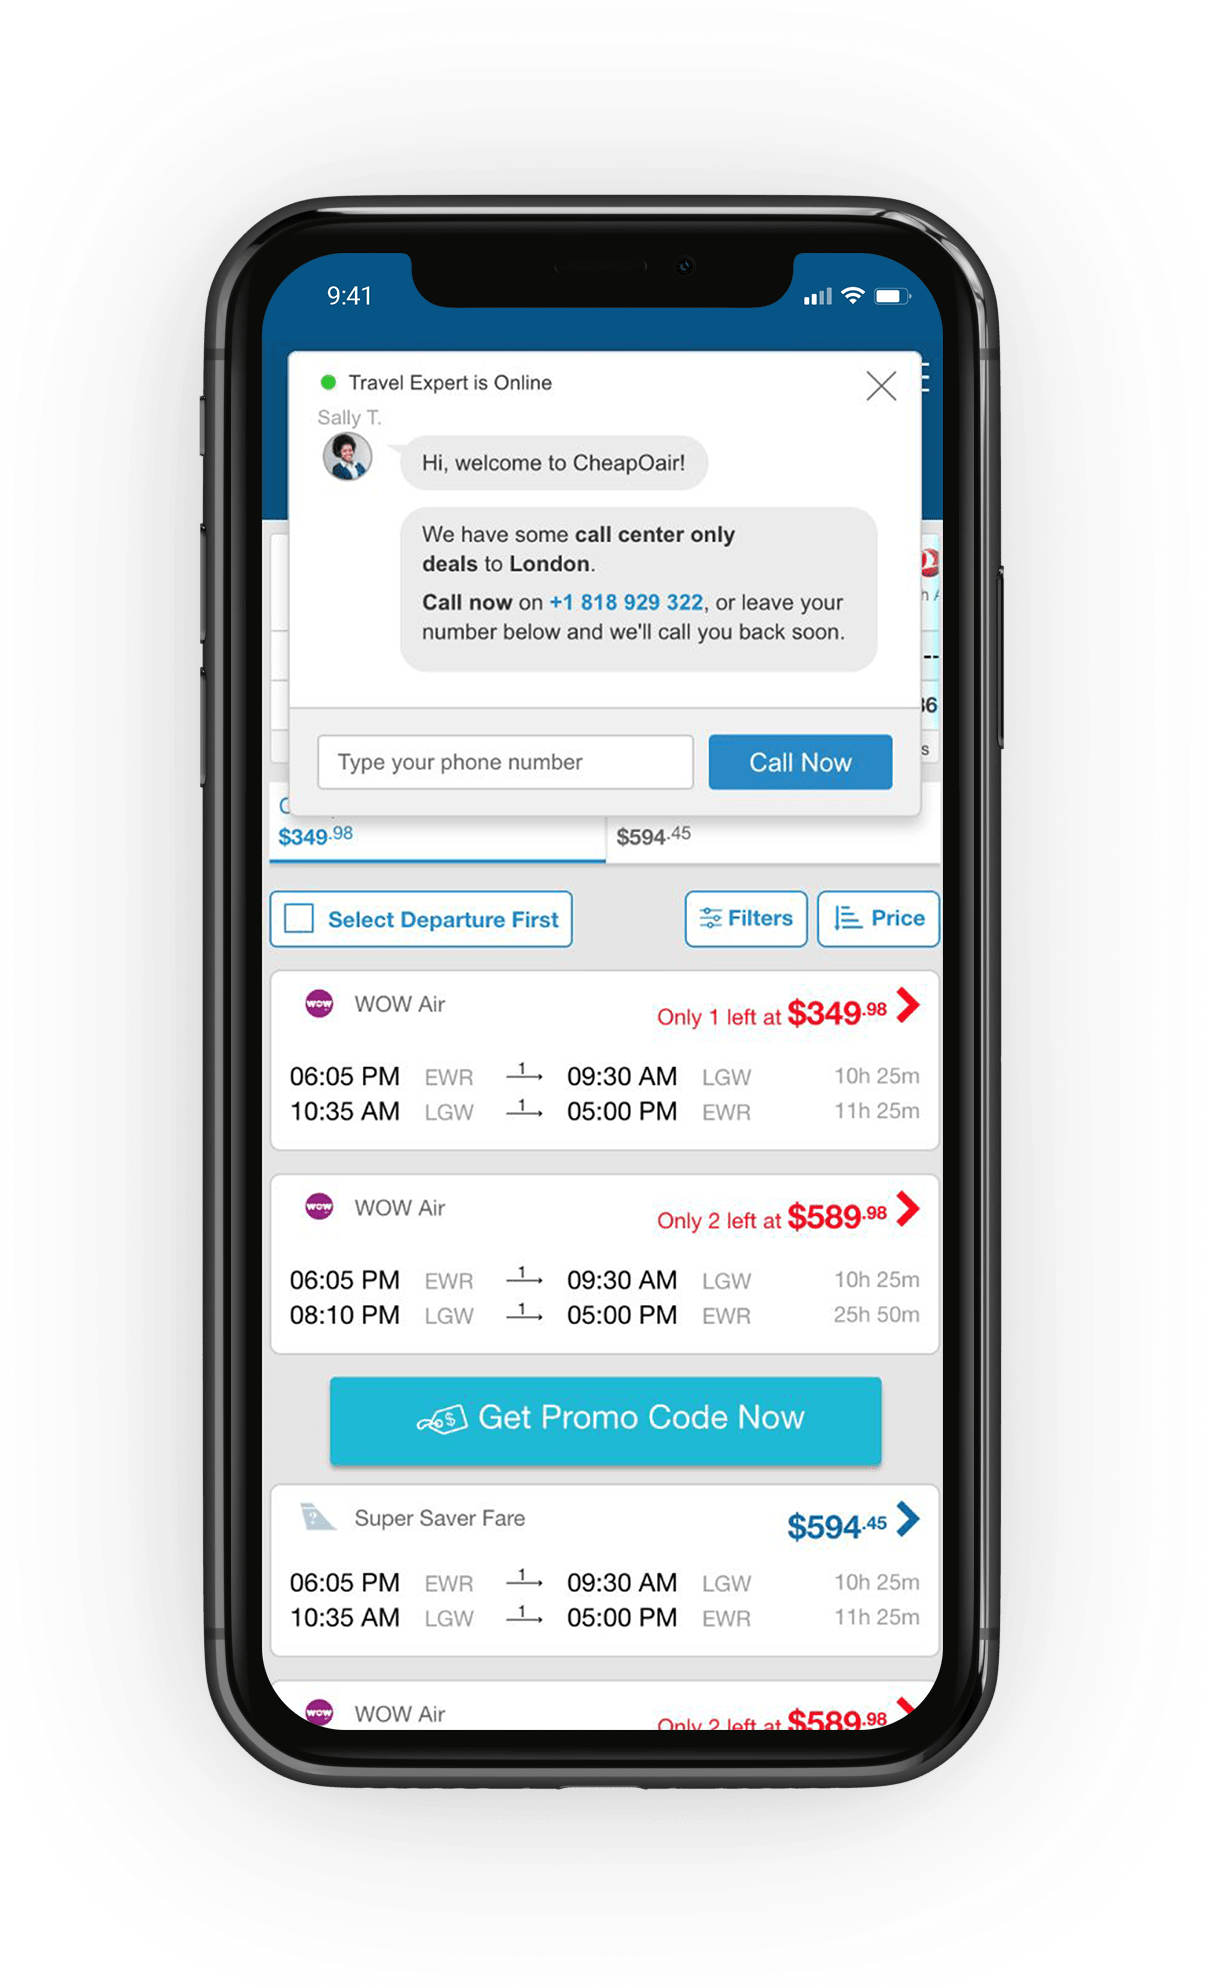 9:41
Travel Expert is Online
Sally T.
Hi, welcome to CheapOair!
We have some call center only
deals to London.
Call now on +1 818 929 322, or leave your
number below and we'll call you back soon.
Type your phone number
Call Now
$349.98
$594.45
Select Departure First
Filters
Price
WOW
WOW Air
Only 1 left at $349.98
06:05 PM EWR 1 09:30 AM LGW 10h 25m
10:35 AM LGW 1 05:00 PM EWR 11h 25m
WOW
WOW Air
Only 2 left at $589.98
06:05 PM EWR 1 09:30 AM LGW 10h 25m
08:10 PM LGW 1 05:00 PM EWR 25h 50m
$ Get Promo Code Now
? Super Saver Fare
$594.45
06:05 PM EWR 1 09:30 AM LGW 10h 25m
10:35 AM LGW 1 05:00 PM EWR 11h 25m
WOW
WOW Air
Only 2 left at $589.98